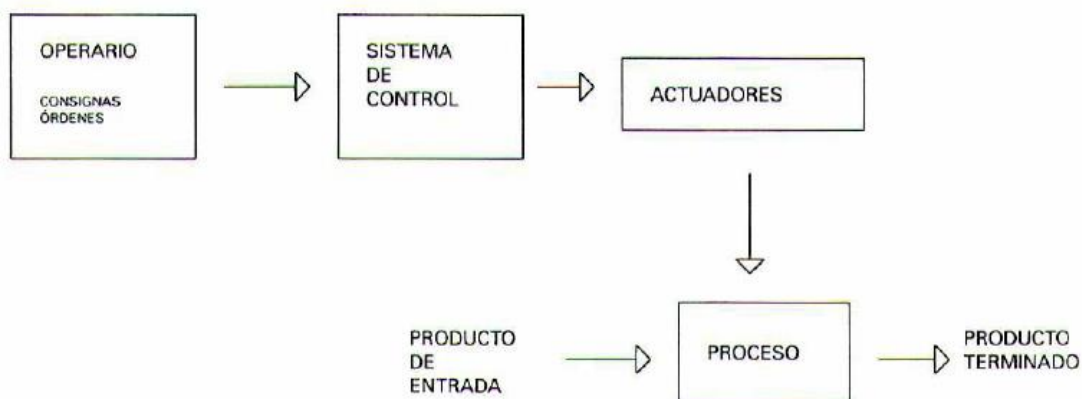 OPERARIO
CONSIGNAS
ÓRDENES
SISTEMA
DE
CONTROL
ACTUADORES
PRODUCTO
DE
ENTRADA
PROCESO
PRODUCTO
TERMINADO